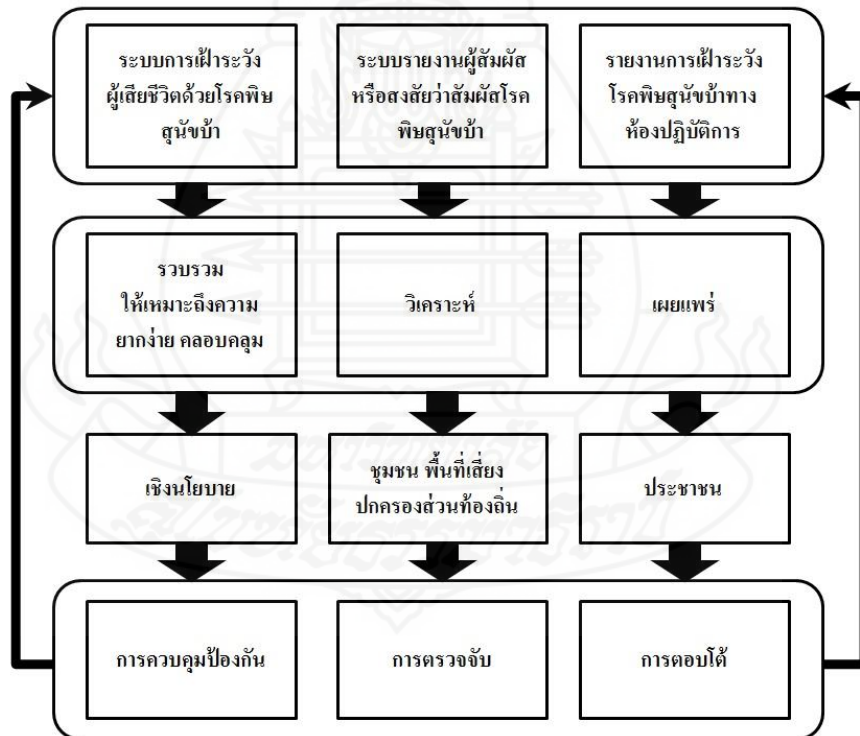 ระบบการเฝ้าระวัง
ผู้เสียชีวิตด้วยโรคพิษ
สุนัขบ้า
ระบบรายงานผู้สัมผัส
หรือสงสัยว่าสัมผัสโรค
พิษสุนัขบ้า
รายงานการเฝ้าระวัง
โรคพิษสุนัขบ้าทาง
ห้องปฏิบัติการ
รวบรวม
ให้เหมาะถึงความ
ยากง่าย คลอบคลุม
วิเคราะห์
เผยแพร่
เชิงนโยบาย
ชุมชน พื้นที่เสี่ยง
ปกครองส่วนท้องถิ่น
ประชาชน
การควบคุมป้องกัน
การตรวจจับ
การตอบโต้